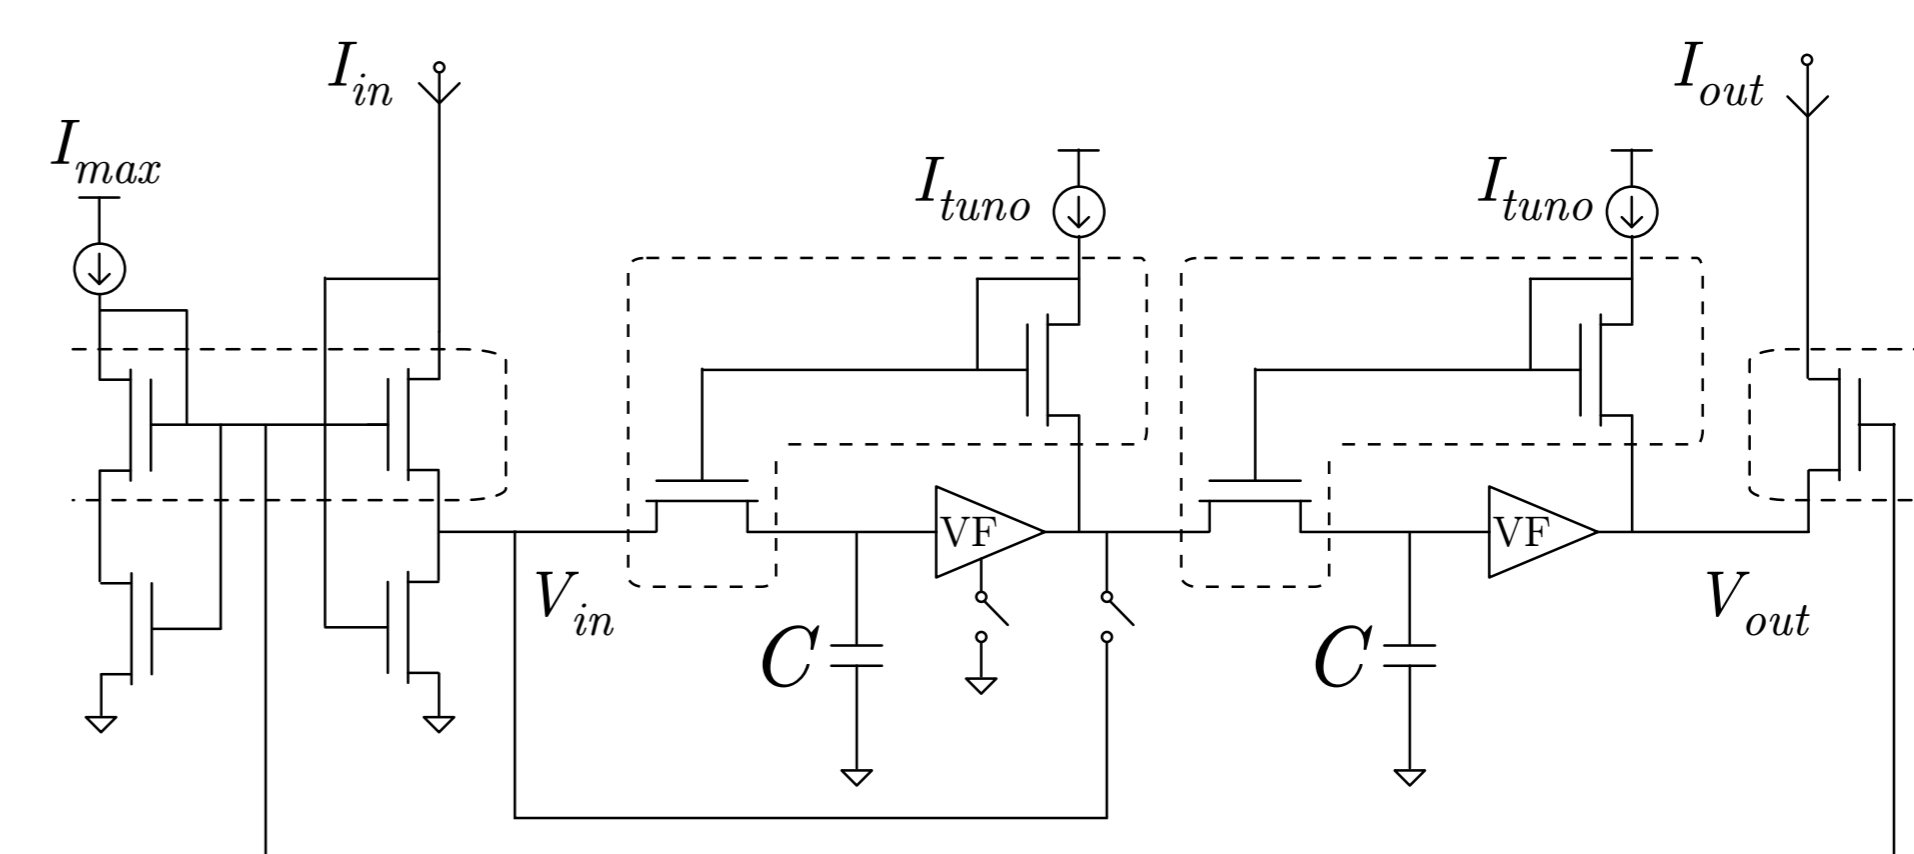 I_in
I_out
I_max
I_tuno
I_tuno
VF
VF
V_in
V_out
C
C